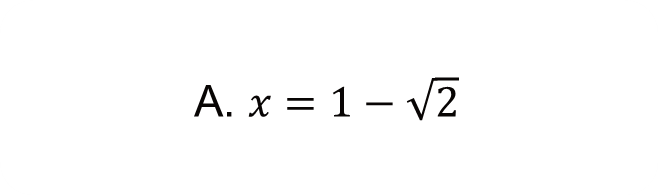 A. x = 1 − √2